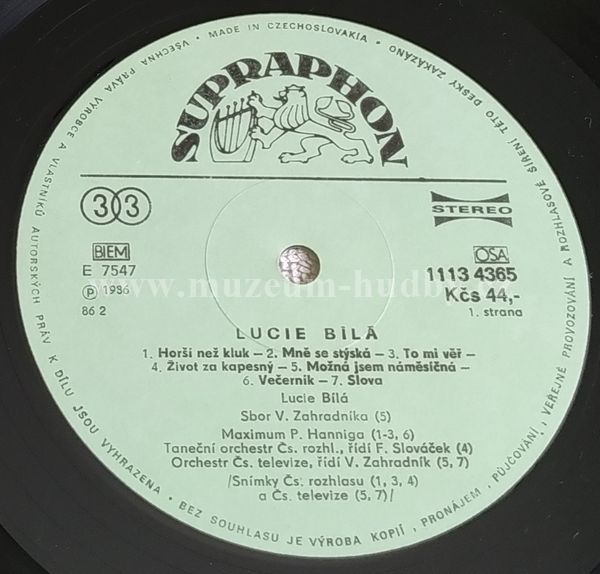 VŠECHNA PRÁVA VÝROBCE A VLASTNÍKŮ AUTORSKÝCH PRÁV K DÍLU JSOU VYHRAZENA • BEZ SOUHLASU JE VÝROBA KOPIÍ, PRONÁJEM, PŮJČOVÁNÍ, VEŘEJNÉ PROVOZOVÁNÍ A ROZHLASOVÉ ŠÍŘENÍ TÉTO DESKY ZAKÁZÁNO • MADE IN CZECHOSLOVAKIA •
SUPRAPHON
33
STEREO
BIEM
OSA
E 7547
1113 4365
Ⓟ 1986
Kčs 44,-
86 2
1. strana
www.muzeum-hudby.cz
LUCIE BÍLÁ
1. Horší než kluk – 2. Mně se stýská – 3. To mi věř –
4. Život za kapesný – 5. Možná jsem náměsíčná –
6. Večerník – 7. Slova
Lucie Bílá
Sbor V. Zahradníka (5)
Maximum P. Hanniga (1-3, 6)
Taneční orchestr Čs. rozhl., řídí F. Slováček (4)
Orchestr Čs. televize, řídí V. Zahradník (5, 7)
/Snímky Čs. rozhlasu (1, 3, 4)
a Čs. televize (5, 7)/